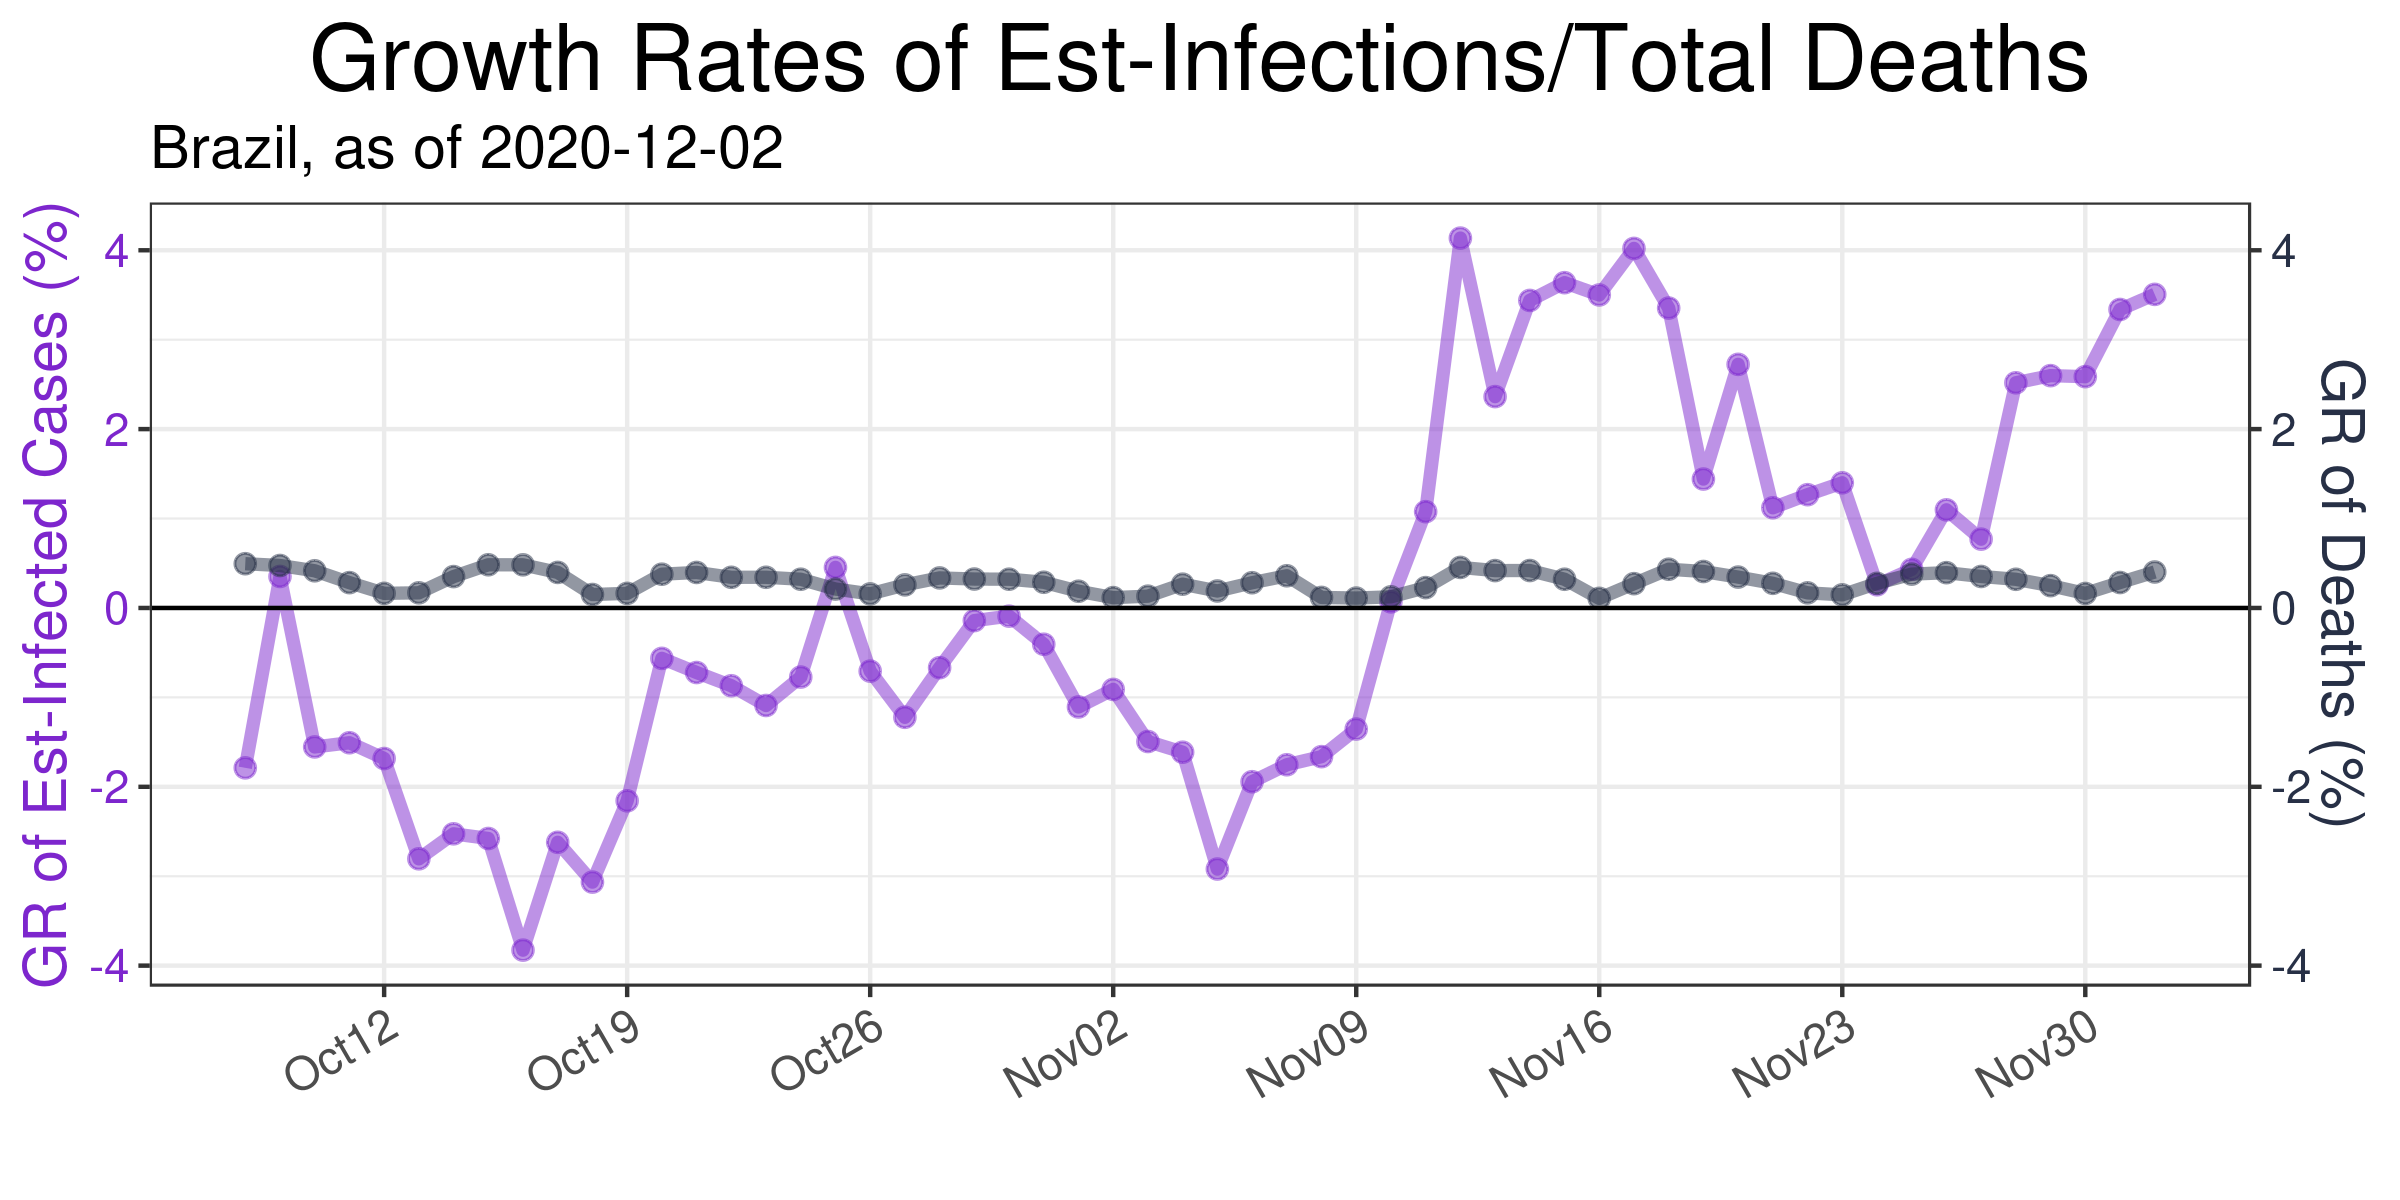 Growth Rates of Est-Infections/Total Deaths
Brazil, as of 2020-12-02
GR of Est-Infected Cases (%)
4
2
0
-2
-4
4
2
0
-2
-4
GR of Deaths (%)
Oct12
Oct19
Oct26
Nov02
Nov09
Nov16
Nov23
Nov30